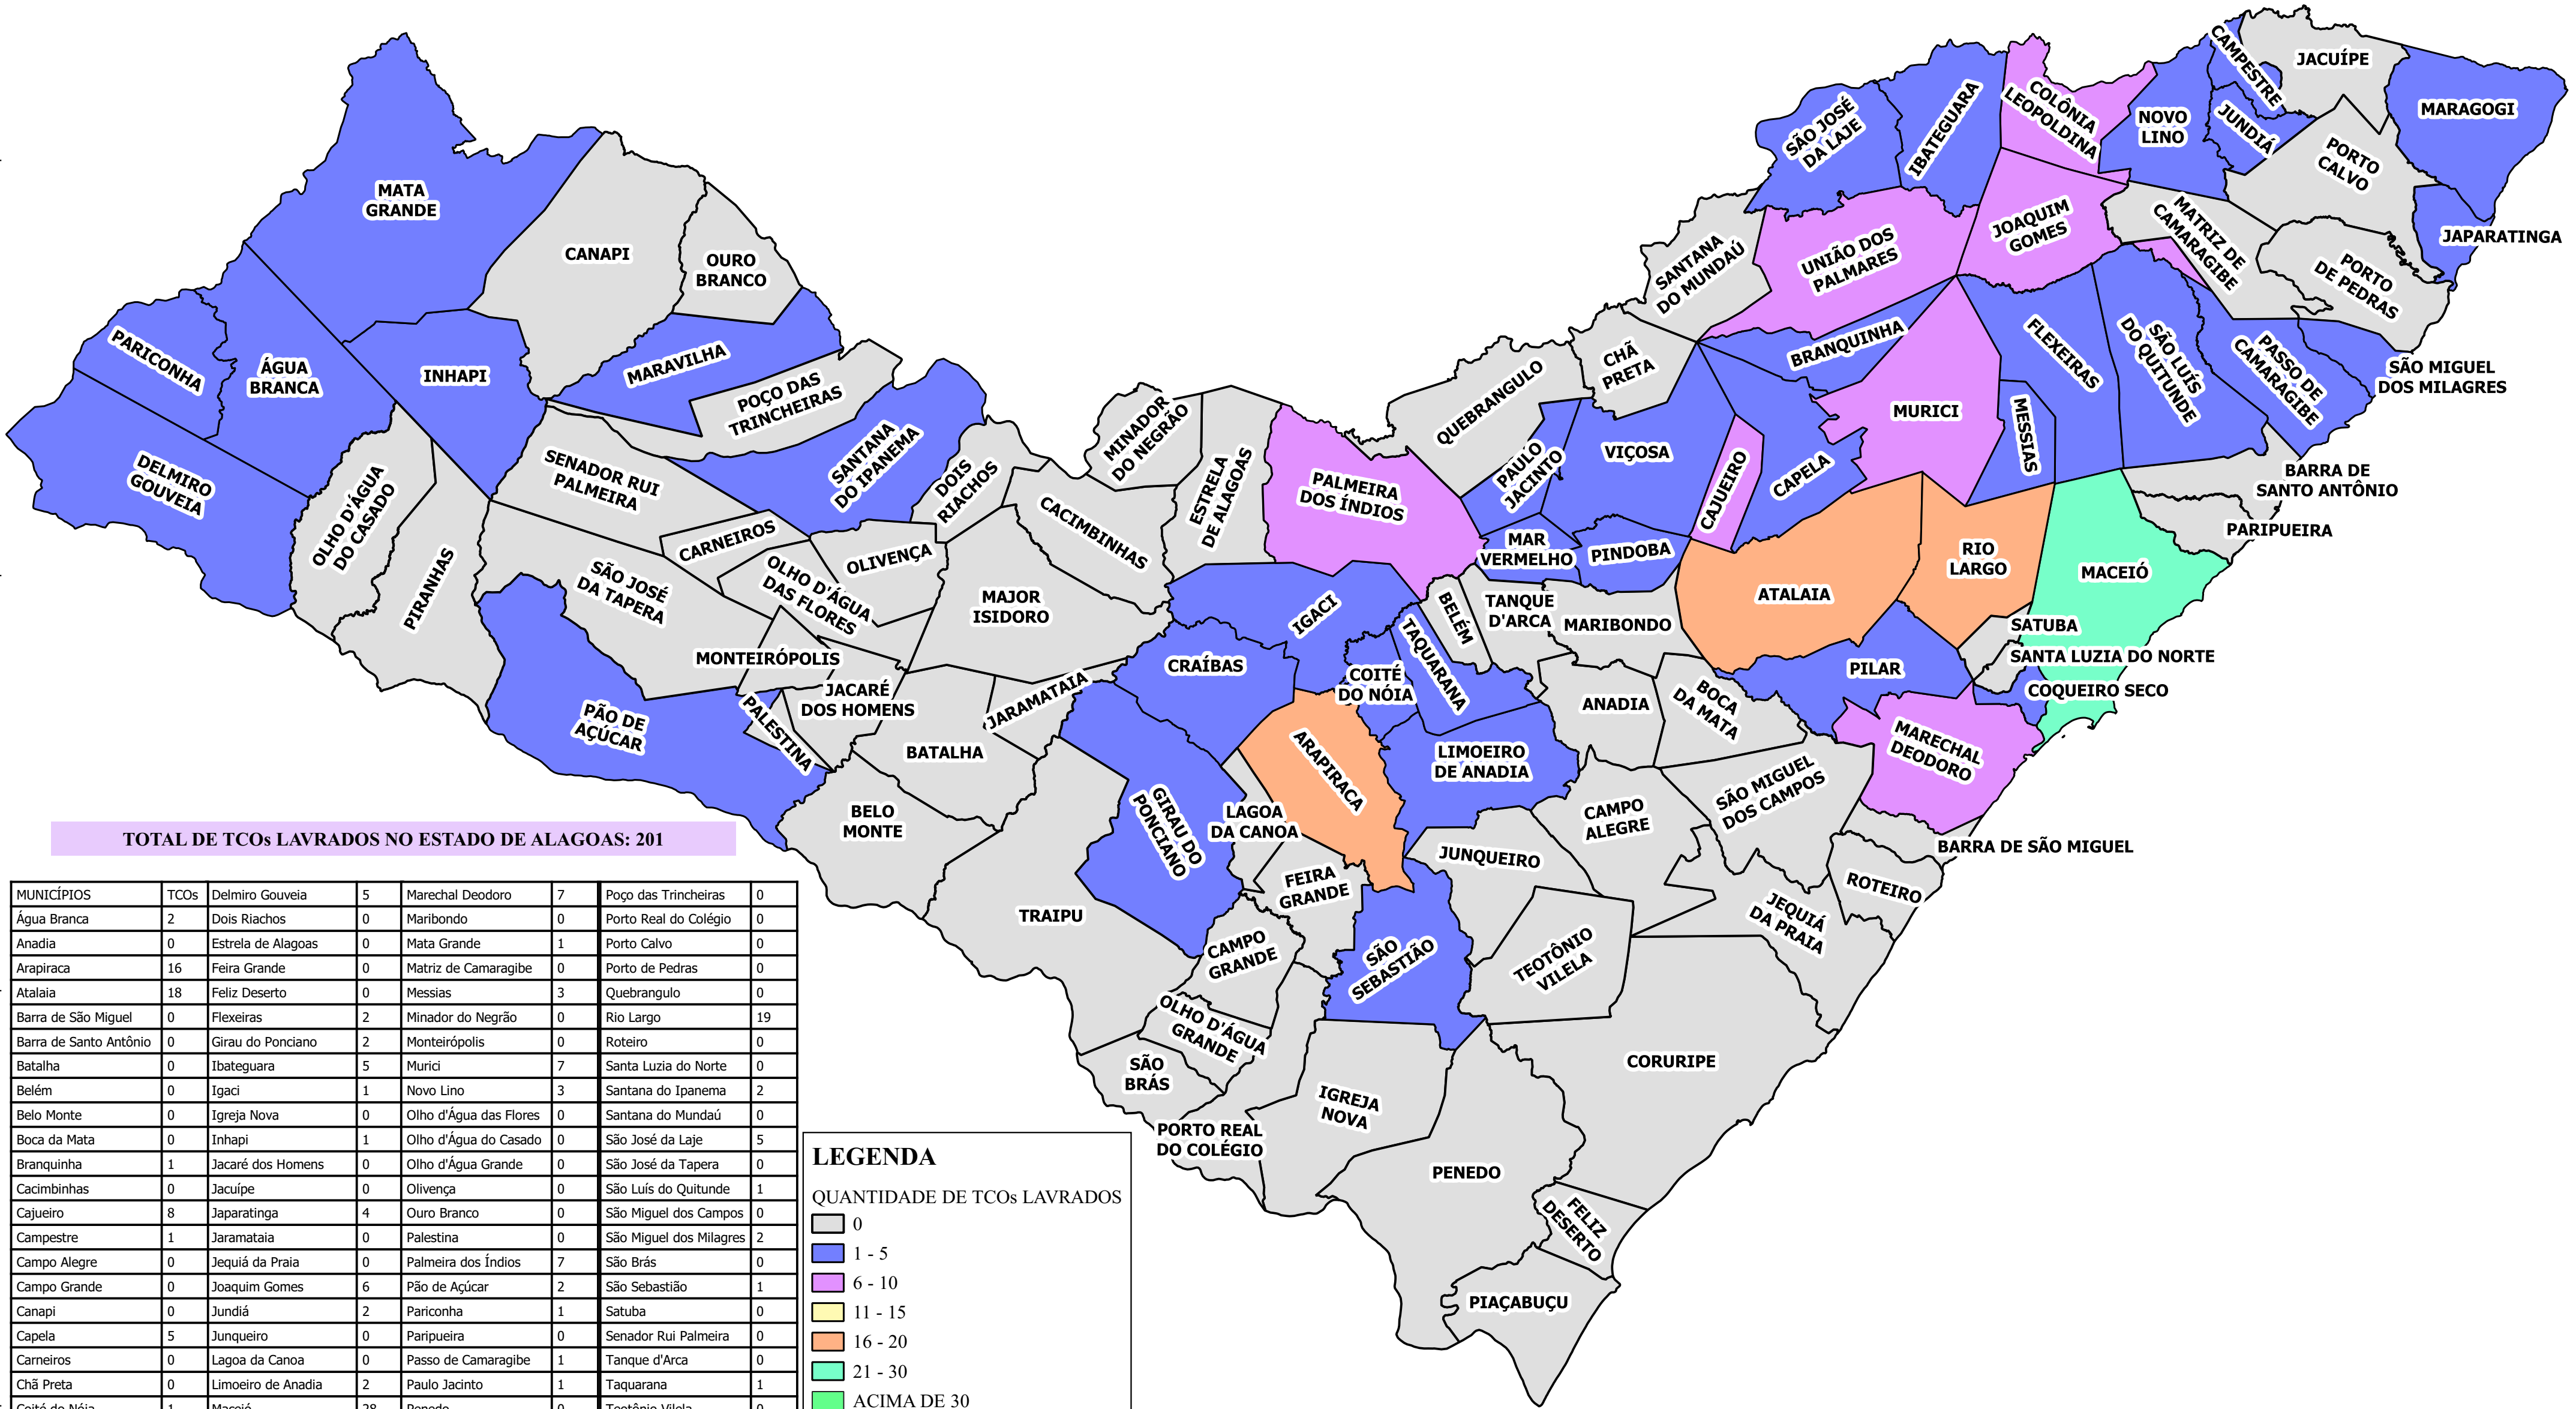 CAMPESTRE
JACUÍPE
MARAGOGI
COLÔNIA
LEOPOLDINA
NOVO
LINO
JUNDIÁ
SÃO JOSÉ
DA LAJE
IBATEGUARA
PORTO
CALVO
MATA
GRANDE
JOAQUIM
GOMES
MATRIZ DE
CAMARAGIBE
JAPARATINGA
CANAPI
OURO
BRANCO
SANTANA
DO MUNDAÚ
UNIÃO DOS
PALMARES
PORTO
DE PEDRAS
PARICONHA
ÁGUA
BRANCA
INHAPI
MARAVILHA
POÇO DAS
TRINCHEIRAS
CHÃ
PRETA
BRANQUINHA
FLEXEIRAS
SÃO LUÍS
DO QUITUNDE
PASSO DE
CAMARAGIBE
SÃO MIGUEL
DOS MILAGRES
QUEBRANGULO
MURICI
MESSIAS
MINADOR
DO NEGRÃO
DELMIRO
GOUVEIA
OLHO D'ÁGUA
DO CASADO
SENADOR RUI
PALMEIRA
SANTANA
DO IPANEMA
DOIS
RIACHOS
CACIMBINHAS
ESTRELA
DE ALAGOAS
PALMEIRA
DOS ÍNDIOS
PAULO
JACINTO
VIÇOSA
CAJUEIRO
CAPELA
BARRA DE
SANTO ANTÔNIO
PARIPUEIRA
PIRANHAS
CARNEIROS
OLIVENÇA
SÃO JOSÉ
DA TAPERA
OLHO D'ÁGUA
DAS FLORES
MAJOR
ISIDORO
MAR
VERMELHO
PINDOBA
RIO
LARGO
MACEIÓ
ATALAIA
IGACI
BELÉM
TANQUE
D'ARCA
MARIBONDO
SATUBA
MONTEIRÓPOLIS
CRAÍBAS
COITÉ
DO NÓIA
TAQUARANA
PILAR
SANTA LUZIA DO NORTE
COQUEIRO SECO
PÃO DE
AÇÚCAR
PALESTINA
JACARÉ
DOS HOMENS
JARAMATAIA
ANADIA
BOCA
DA MATA
BATALHA
ARAPIRACA
LIMOEIRO
DE ANADIA
MARECHAL
DEODORO
BELO
MONTE
GIRAU DO
PONCIANO
LAGOA
DA CANOA
CAMPO
ALEGRE
SÃO MIGUEL
DOS CAMPOS
BARRA DE SÃO MIGUEL
FEIRA
GRANDE
JUNQUEIRO
ROTEIRO
TRAIPU
CAMPO
GRANDE
SÃO
SEBASTIÃO
TEOTÔNIO
VILELA
JEQUIÁ
DA PRAIA
OLHO D'ÁGUA
GRANDE
SÃO
BRÁS
CORURIPE
IGREJA
NOVA
PORTO REAL
DO COLÉGIO
PENEDO
FELIZ
DESERTO
PIAÇABUÇU
TOTAL DE TCOs LAVRADOS NO ESTADO DE ALAGOAS: 201
MUNICÍPIOS TCOs Delmiro Gouveia 5 Marechal Deodoro 7 Poço das Trincheiras 0
Água Branca 2 Dois Riachos 0 Maribondo 0 Porto Real do Colégio 0
Anadia 0 Estrela de Alagoas 0 Mata Grande 1 Porto Calvo 0
Arapiraca 16 Feira Grande 0 Matriz de Camaragibe 0 Porto de Pedras 0
Atalaia 18 Feliz Deserto 0 Messias 3 Quebrangulo 0
Barra de São Miguel 0 Flexeiras 2 Minador do Negrão 0 Rio Largo 19
Barra de Santo Antônio 0 Girau do Ponciano 2 Monteirópolis 0 Roteiro 0
Batalha 0 Ibateguara 5 Murici 7 Santa Luzia do Norte 0
Belém 0 Igaci 1 Novo Lino 3 Santana do Ipanema 2
Belo Monte 0 Igreja Nova 0 Olho d'Água das Flores 0 Santana do Mundaú 0
Boca da Mata 0 Inhapi 1 Olho d'Água do Casado 0 São José da Laje 5
Branquinha 1 Jacaré dos Homens 0 Olho d'Água Grande 0 São José da Tapera 0
Cacimbinhas 0 Jacuípe 0 Olivença 0 São Luís do Quitunde 1
Cajueiro 8 Japaratinga 4 Ouro Branco 0 São Miguel dos Campos 0
Campestre 1 Jaramataia 0 Palestina 0 São Miguel dos Milagres 2
Campo Alegre 0 Jequiá da Praia 0 Palmeira dos Índios 7 São Brás 0
Campo Grande 0 Joaquim Gomes 6 Pão de Açúcar 2 São Sebastião 1
Canapi 0 Jundiá 2 Pariconha 1 Satuba 0
Capela 5 Junqueiro 0 Paripueira 0 Senador Rui Palmeira 0
Carneiros 0 Lagoa da Canoa 0 Passo de Camaragibe 1 Tanque d'Arca 0
Chã Preta 0 Limoeiro de Anadia 2 Paulo Jacinto 1 Taquarana 1
Coité do Nóia 1 Maceió 28 Penedo 0 Teotônio Vilela 0
LEGENDA
QUANTIDADE DE TCOs LAVRADOS
0
1 - 5
6 - 10
11 - 15
16 - 20
21 - 30
ACIMA DE 30